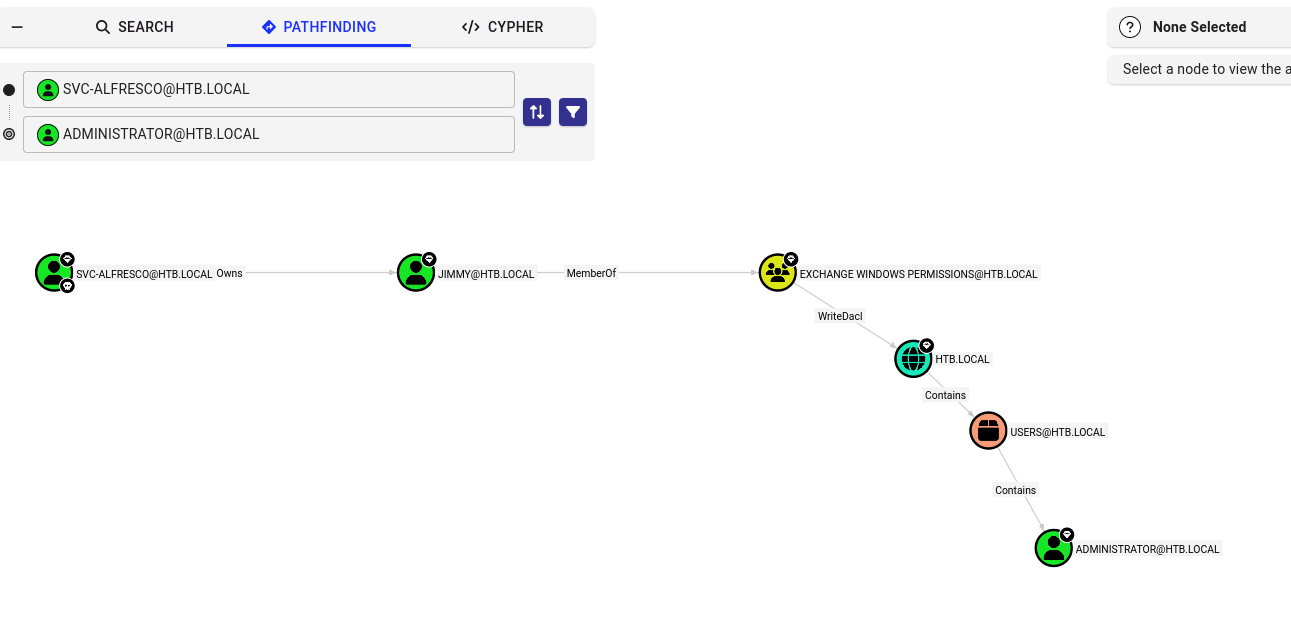 SEARCH
PATHFINDING
</> CYPHER
None Selected
Select a node to view the a
SVC-ALFRESCO@HTB.LOCAL
ADMINISTRATOR@HTB.LOCAL
SVC-ALFRESCO@HTB.LOCAL
Owns
JIMMY@HTB.LOCAL
MemberOf
EXCHANGE WINDOWS PERMISSIONS@HTB.LOCAL
WriteDacl
HTB.LOCAL
Contains
USERS@HTB.LOCAL
Contains
ADMINISTRATOR@HTB.LOCAL